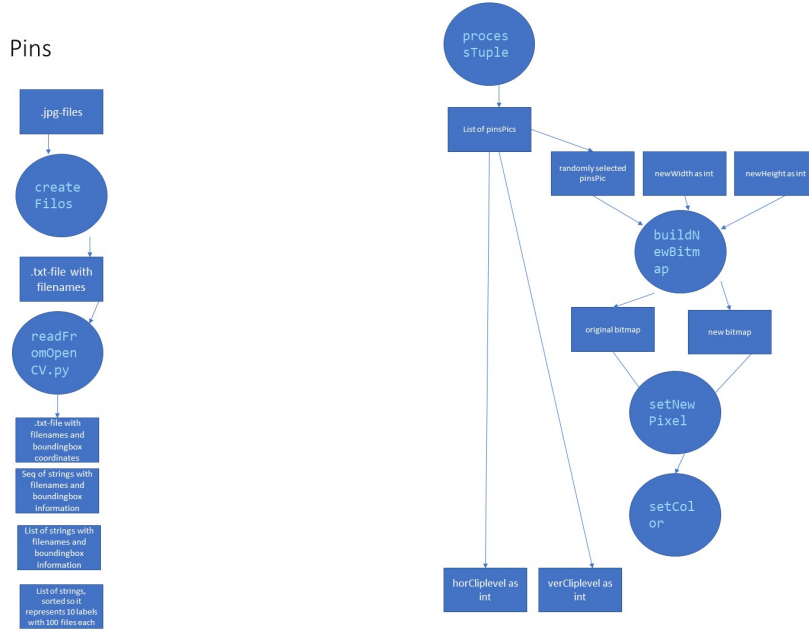 Pins
.jpg-files
create
Filos
.txt-file with
filenames
readFr
omOpen
CV.py
.txt-file with
filenames and
boundingbox
coordinates
Seq of strings with
filenames and
boundingbox
information
List of strings with
filenames and
boundingbox
information
List of strings,
sorted so it
represents 10 labels
with 100 files each
proces
sTuple
List of pinsPics
randomly selected
pinsPic
newWidth as int
newHeight as int
buildN
ewBitm
ap
original bitmap
new bitmap
setNew
Pixel
setCol
or
horCliplevel as
int
verCliplevel as
int